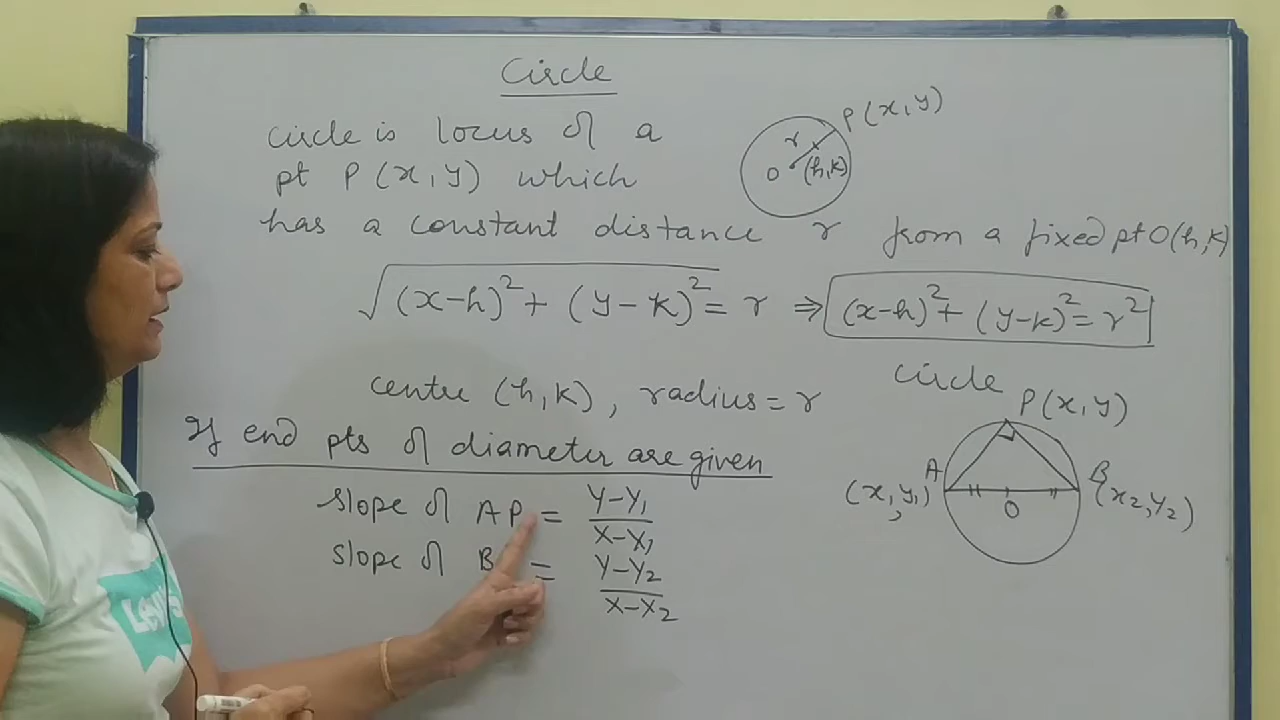 Circle
circle is locus of a
pt P(x,y) which
has a constant distance r from a fixed pt O(h,k)
P(x,y)
r
O (h,k)
√(x-h)²+(y-k)² = r ⇒ (x-h)²+(y-k)²=r²
circle
centre (h,k), radius = r
If end pts of diameter are given
slope of AP = y-y₁/x-x₁
slope of B = y-y₂/x-x₂
P(x,y)
A (x₁,y₁)
B (x₂,y₂)
O
Levi's